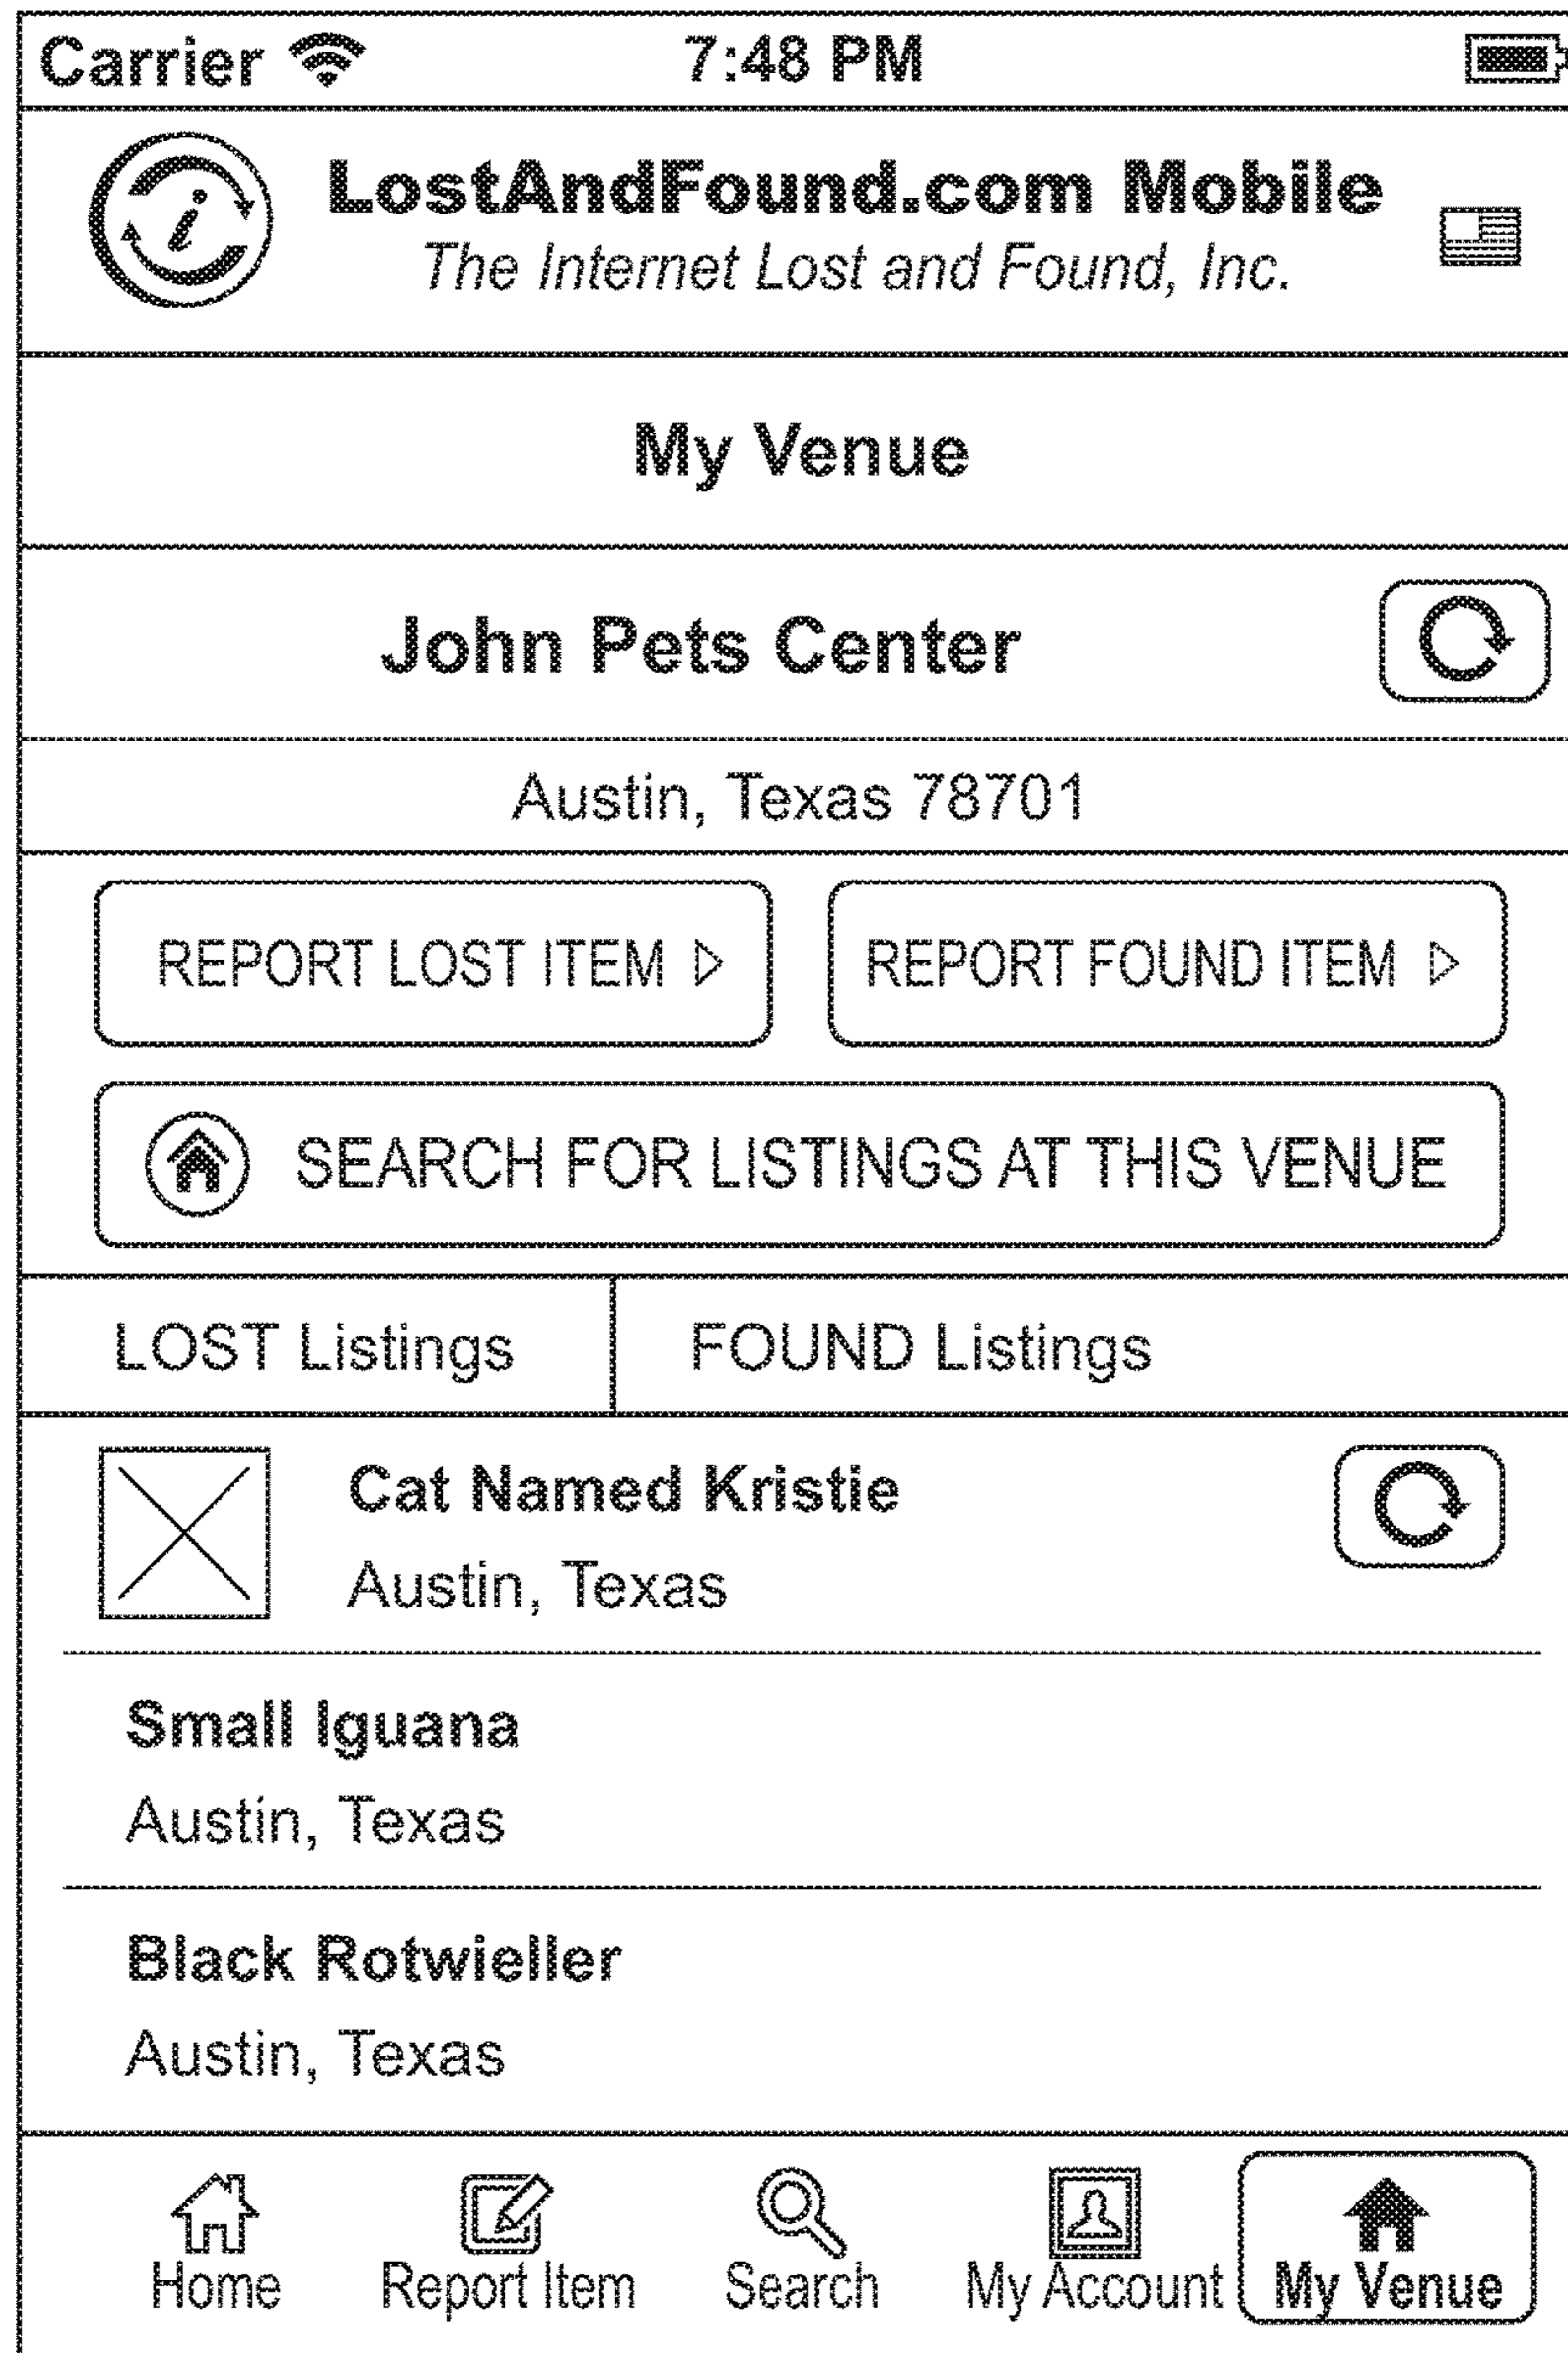 Carrier 7:48 PM
LostAndFound.com Mobile
The Internet Lost and Found, Inc.
My Venue
John Pets Center
Austin, Texas 78701
REPORT LOST ITEM REPORT FOUND ITEM
SEARCH FOR LISTINGS AT THIS VENUE
LOST Listings FOUND Listings
Cat Named Kristie
Austin, Texas
Small Iguana
Austin, Texas
Black Rotwieller
Austin, Texas
Home Report Item Search My Account My Venue